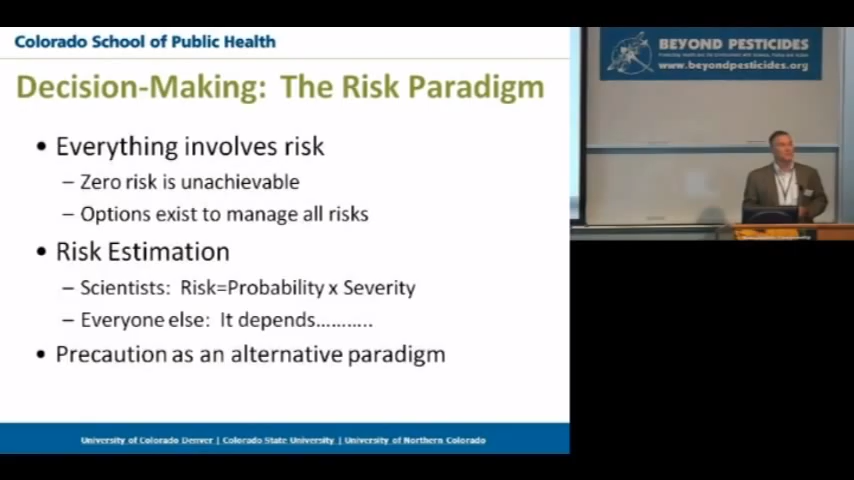 Colorado School of Public Health
Decision-Making: The Risk Paradigm
• Everything involves risk
– Zero risk is unachievable
– Options exist to manage all risks
• Risk Estimation
– Scientists: Risk=Probability x Severity
– Everyone else: It depends...........
• Precaution as an alternative paradigm
University of Colorado Denver | Colorado State University | University of Northern Colorado
BEYOND PESTICIDES
www.beyondpesticides.org